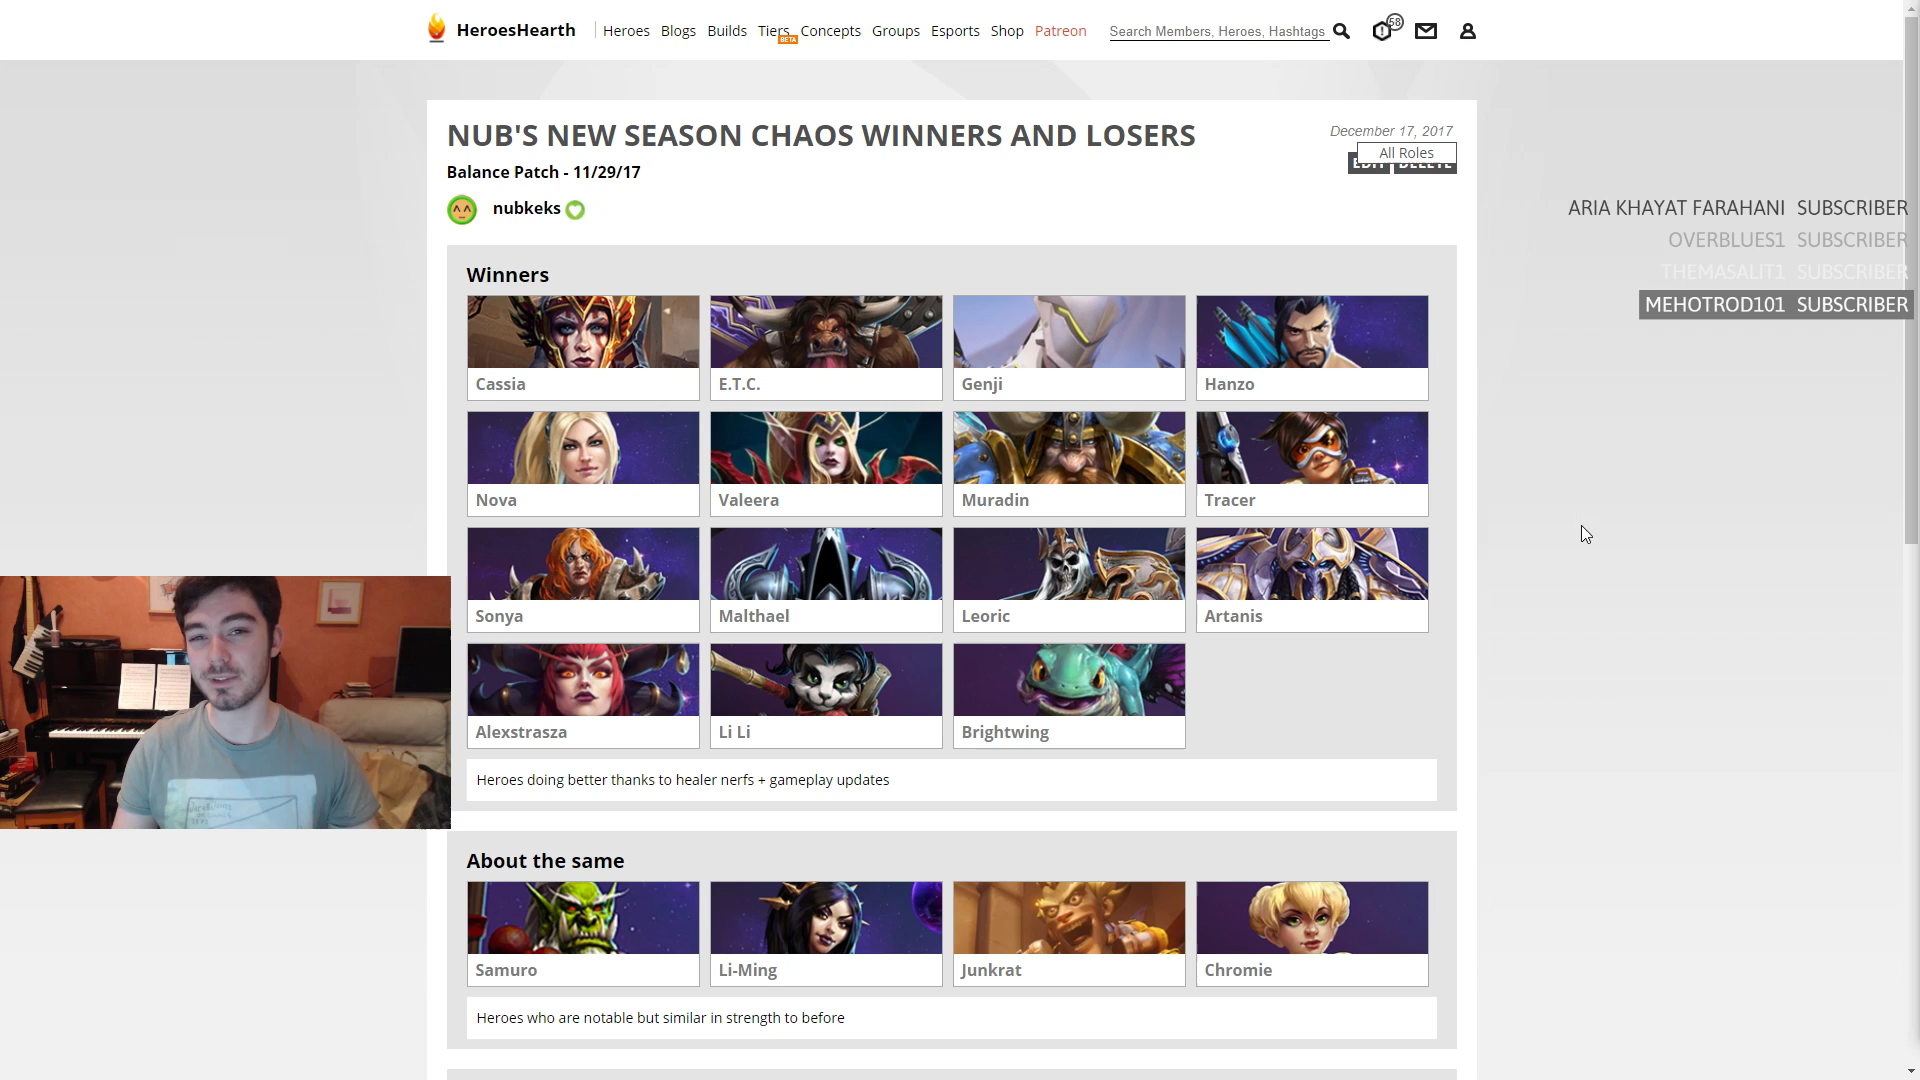 HeroesHearth
Heroes Blogs Builds Tiers Concepts Groups Esports Shop Patreon
BETA
Search Members, Heroes, Hashtags
58
NUB'S NEW SEASON CHAOS WINNERS AND LOSERS
December 17, 2017
All Roles
EDIT DELETE
Balance Patch - 11/29/17
nubkeks
ARIA KHAYAT FARAHANI SUBSCRIBER
OVERBLUES1 SUBSCRIBER
THEMASALIT1 SUBSCRIBER
MEHOTROD101 SUBSCRIBER
Winners
Cassia
E.T.C.
Genji
Hanzo
Nova
Valeera
Muradin
Tracer
Sonya
Malthael
Leoric
Artanis
Alexstrasza
Li Li
Brightwing
Heroes doing better thanks to healer nerfs + gameplay updates
About the same
Samuro
Li-Ming
Junkrat
Chromie
Heroes who are notable but similar in strength to before